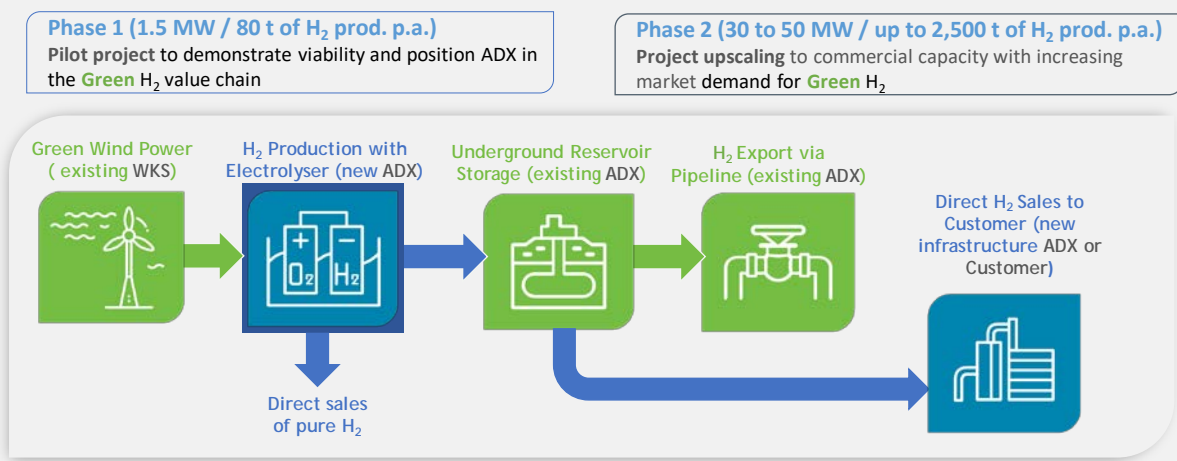 Phase 1 (1.5 MW / 80 t of H₂ prod. p.a.)
Pilot project to demonstrate viability and position ADX in
the Green H₂ value chain
Phase 2 (30 to 50 MW / up to 2,500 t of H₂ prod. p.a.)
Project upscaling to commercial capacity with increasing
market demand for Green H₂
Green Wind Power
( existing WKS)
H₂ Production with
Electrolyser (new ADX)
Underground Reservoir
Storage (existing ADX)
H₂ Export via
Pipeline (existing ADX)
Direct H₂ Sales to
Customer (new
infrastructure ADX or
Customer)
+ −
O₂ H₂
Direct sales
of pure H₂